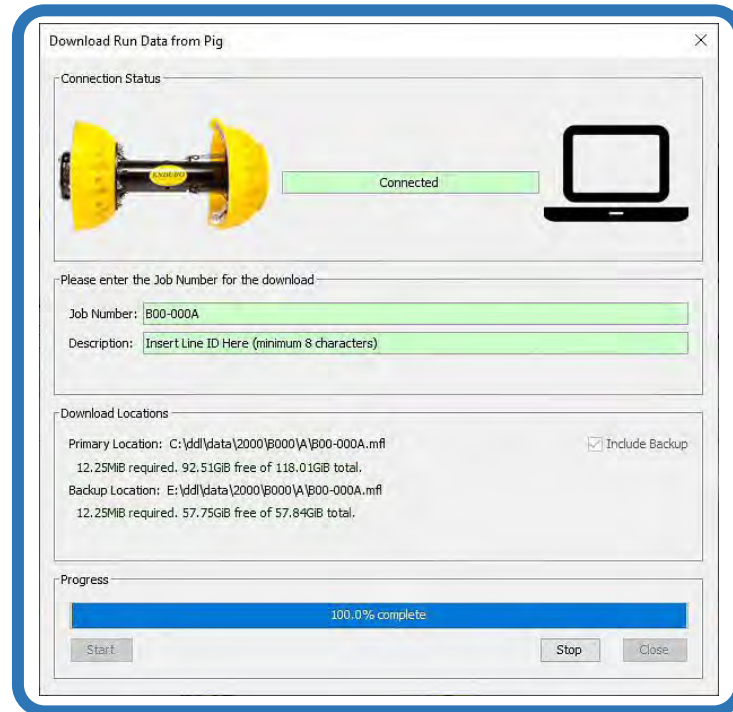 Download Run Data from Pig
Connection Status
ENDURO
Connected
Please enter the Job Number for the download
Job Number: B00-000A
Description: Insert Line ID Here (minimum 8 characters)
Download Locations
Primary Location: C:\ddl\data\2000\B000\A\B00-000A.mfl
Include Backup
12.25MiB required. 92.51GiB free of 118.01GiB total.
Backup Location: E:\ddl\data\2000\B000\A\B00-000A.mfl
12.25MiB required. 57.75GiB free of 57.84GiB total.
Progress
100.0% complete
Start
Stop
Close